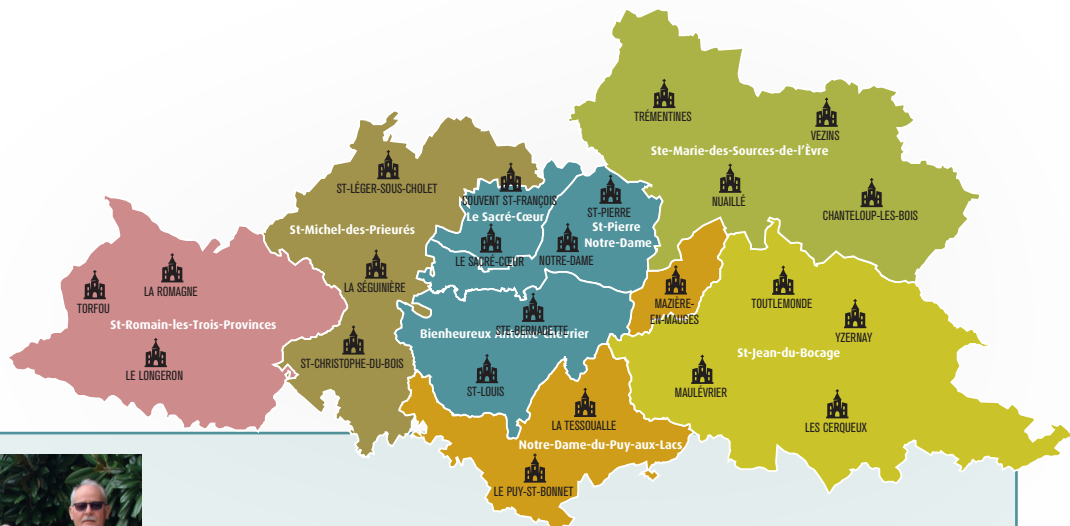 TRÉMENTINES
VEZINS
Ste-Marie-des-Sources-de-l'Èvre
NUAILLÉ
CHANTELOUP-LES-BOIS
ST-LÉGER-SOUS-CHOLET
St-Michel-des-Prieurés
LA SÉGUINIÈRE
ST-CHRISTOPHE-DU-BOIS
COUVENT ST-FRANÇOIS
Le Sacré-Cœur
LE SACRÉ-CŒUR
ST-PIERRE
St-Pierre
Notre-Dame
NOTRE-DAME
LA ROMAGNE
TORFOU
St-Romain-les-Trois-Provinces
LE LONGERON
STE-BERNADETTE
Bienheureux Antoine-Chevrier
ST-LOUIS
MAZIÈRE-
EN-MAUGES
TOUTLEMONDE
YZERNAY
St-Jean-du-Bocage
MAULÉVRIER
LES CERQUEUX
LA TESSOUALLE
Notre-Dame-du-Puy-aux-Lacs
LE PUY-ST-BONNET